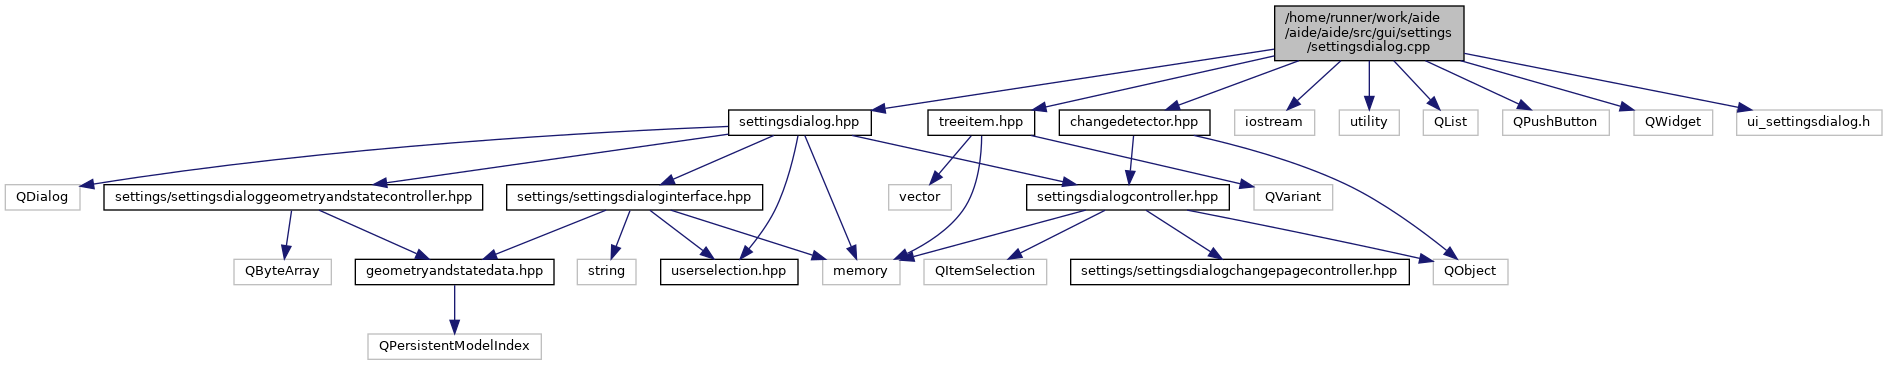 /home/runner/work/aide
/aide/aide/src/gui/settings
/settingsdialog.cpp
settingsdialog.hpp
treeitem.hpp
changedetector.hpp
iostream
utility
QList
QPushButton
QWidget
ui_settingsdialog.h
QDialog
settings/settingsdialoggeometryandstatecontroller.hpp
settings/settingsdialoginterface.hpp
vector
settingsdialogcontroller.hpp
QVariant
QByteArray
geometryandstatedata.hpp
string
userselection.hpp
memory
QItemSelection
settings/settingsdialogchangepagecontroller.hpp
QObject
QPersistentModelIndex